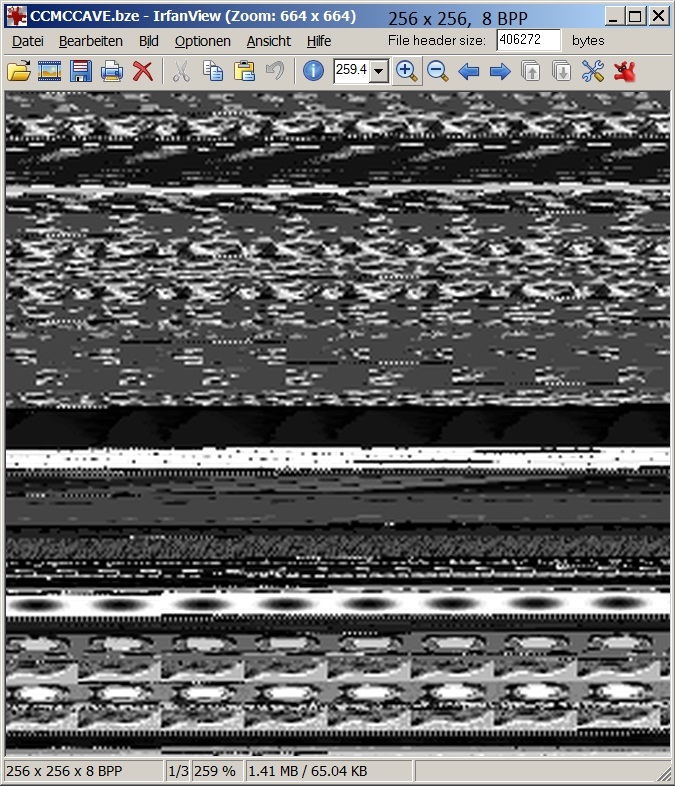 CCMCCAVE.bze - IrfanView (Zoom: 664 x 664)
256 x 256, 8 BPP
Datei Bearbeiten Bild Optionen Ansicht Hilfe
File header size: 406272 bytes
259.4
256 x 256 x 8 BPP 1/3 259 % 1.41 MB / 65.04 KB